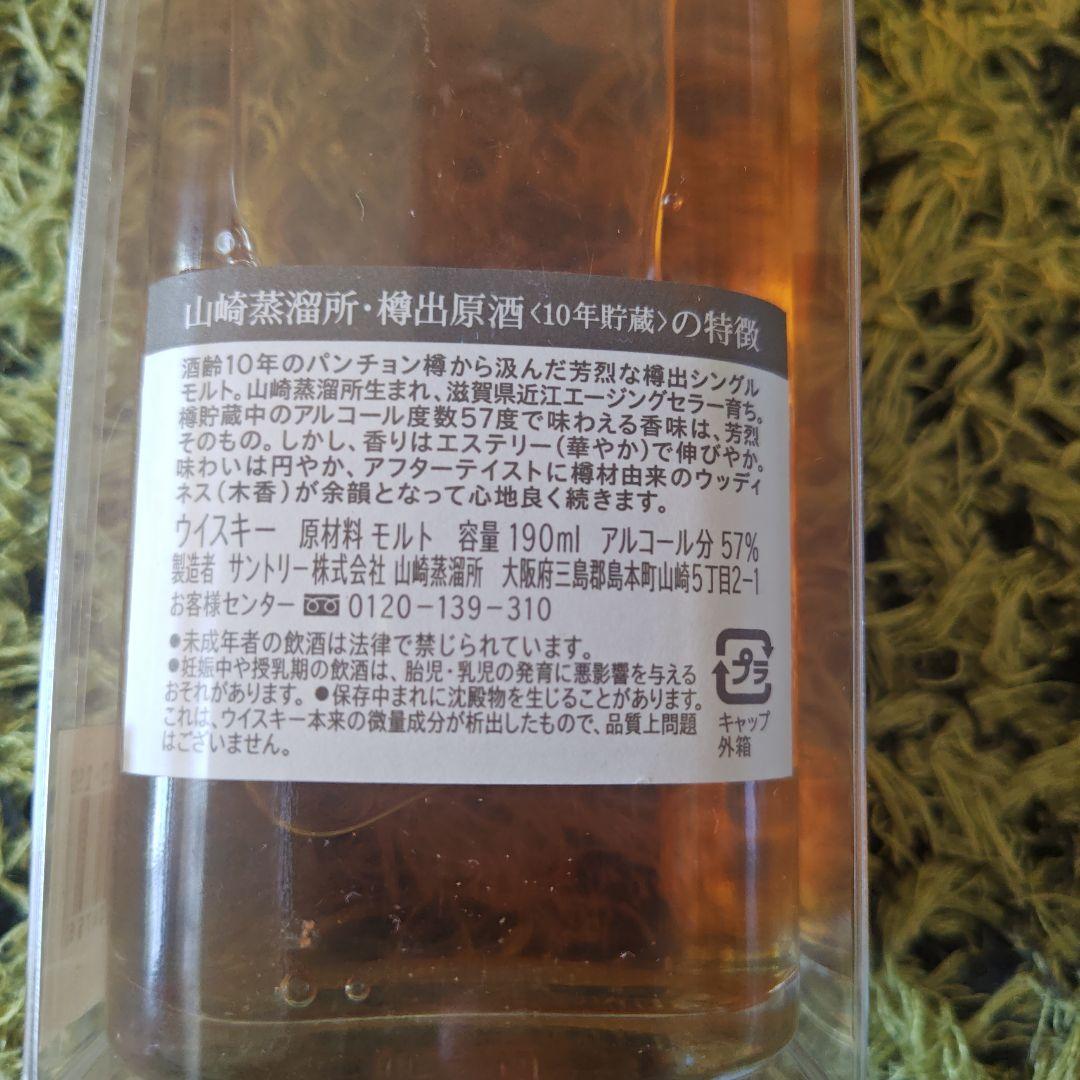 山崎蒸溜所・樽出原酒〈10年貯蔵〉の特徴
酒齢10年のパンチョン樽から汲んだ芳烈な樽出シングル
モルト。山崎蒸溜所生まれ、滋賀県近江エージングセラー育ち。
樽貯蔵中のアルコール度数57度で味わえる香味は、芳烈
そのもの。しかし、香りはエステリー(華やか)で伸びやか。
味わいは円やか、アフターテイストに樽材由来のウッディ
ネス(木香)が余韻となって心地良く続きます。
ウイスキー 原材料 モルト 容量 190ml アルコール分 57%
製造者 サントリー株式会社 山崎蒸溜所 大阪府三島郡島本町山崎5丁目2-1
お客様センター 0120-139-310
●未成年者の飲酒は法律で禁じられています。
●妊娠中や授乳期の飲酒は、胎児・乳児の発育に悪影響を与える
おそれがあります。●保存中まれに沈殿物を生じることがあります。
これは、ウイスキー本来の微量成分が析出したもので、品質上問題
はございません。
プラ
キャップ
外箱